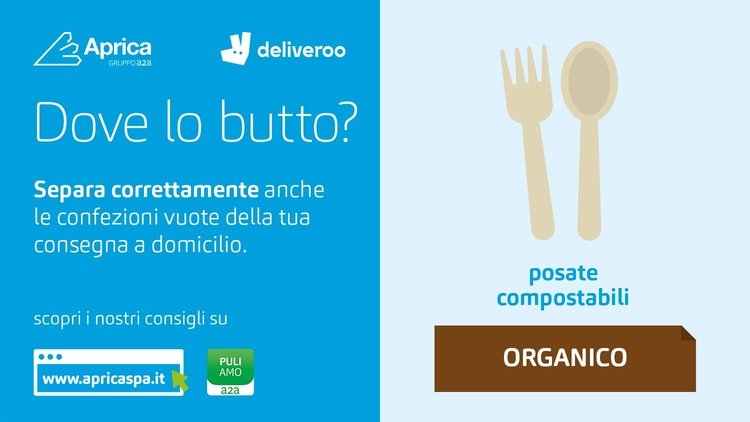 Aprica
GRUPPO a2a
deliveroo
Dove lo butto?
Separa correttamente anche
le confezioni vuote della tua
consegna a domicilio.
scopri i nostri consigli su
www.apricaspa.it
PULI
AMO
a2a
posate
compostabili
ORGANICO